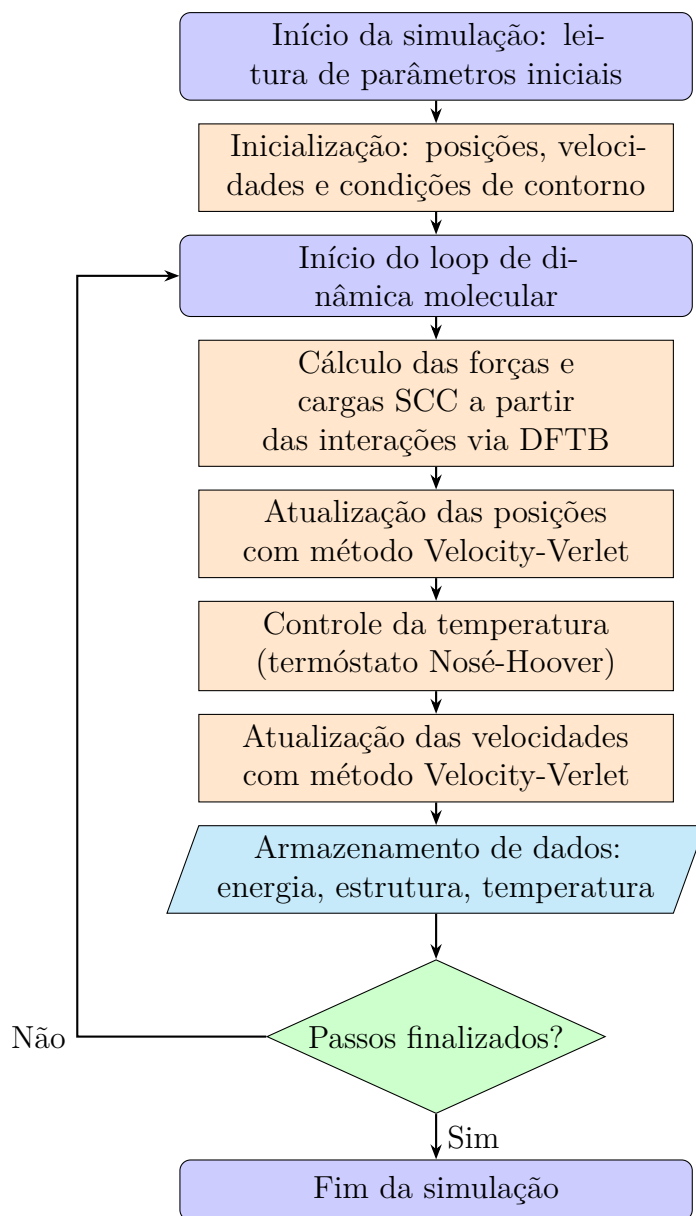 Início da simulação: lei-
tura de parâmetros iniciais
Inicialização: posições, veloci-
dades e condições de contorno
Início do loop de di-
nâmica molecular
Cálculo das forças e
cargas SCC a partir
das interações via DFTB
Atualização das posições
com método Velocity-Verlet
Controle da temperatura
(termóstato Nosé-Hoover)
Atualização das velocidades
com método Velocity-Verlet
Armazenamento de dados:
energia, estrutura, temperatura
Passos finalizados?
Não
Sim
Fim da simulação